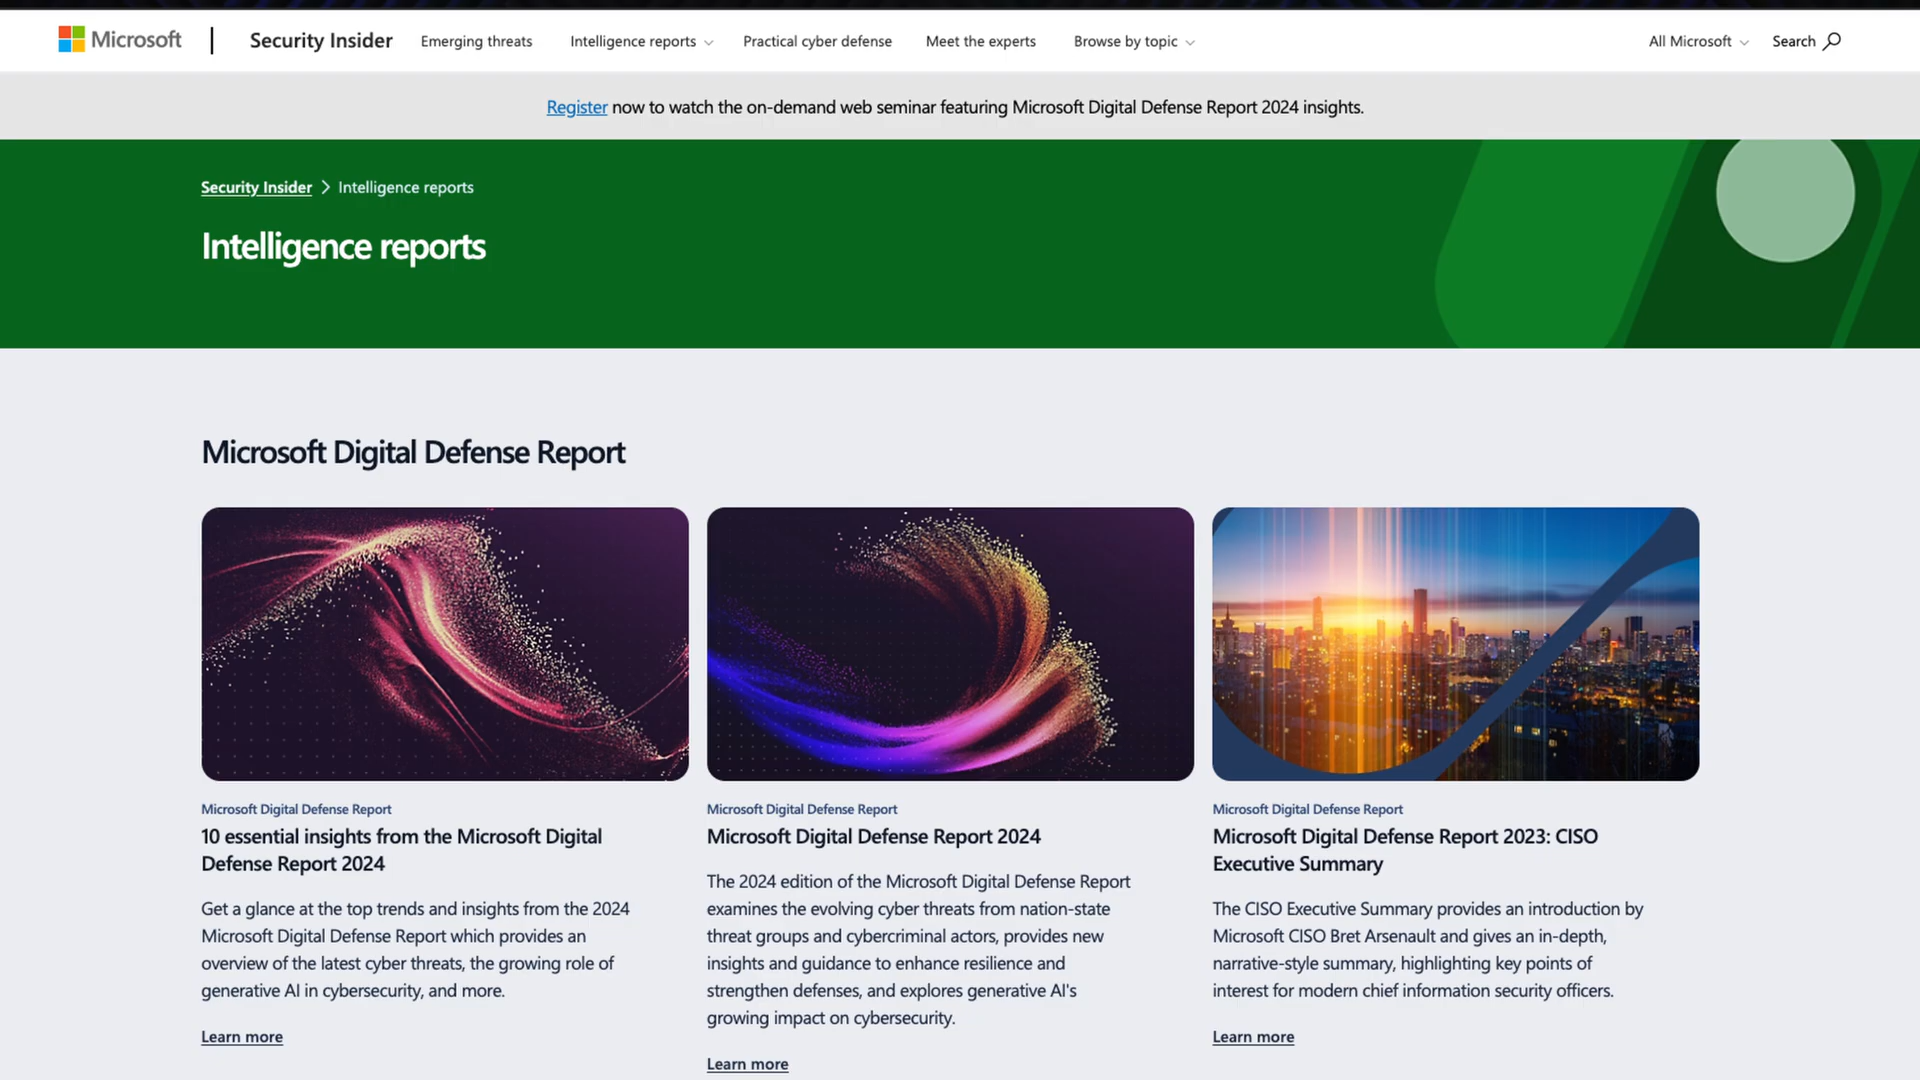 Microsoft
Security Insider
Emerging threats
Intelligence reports
Practical cyber defense
Meet the experts
Browse by topic
All Microsoft
Search
Register now to watch the on-demand web seminar featuring Microsoft Digital Defense Report 2024 insights.
Security Insider > Intelligence reports
Intelligence reports
Microsoft Digital Defense Report
Microsoft Digital Defense Report
10 essential insights from the Microsoft Digital
Defense Report 2024
Get a glance at the top trends and insights from the 2024
Microsoft Digital Defense Report which provides an
overview of the latest cyber threats, the growing role of
generative AI in cybersecurity, and more.
Learn more
Microsoft Digital Defense Report
Microsoft Digital Defense Report 2024
The 2024 edition of the Microsoft Digital Defense Report
examines the evolving cyber threats from nation-state
threat groups and cybercriminal actors, provides new
insights and guidance to enhance resilience and
strengthen defenses, and explores generative AI's
growing impact on cybersecurity.
Learn more
Microsoft Digital Defense Report
Microsoft Digital Defense Report 2023: CISO
Executive Summary
The CISO Executive Summary provides an introduction by
Microsoft CISO Bret Arsenault and gives an in-depth,
narrative-style summary, highlighting key points of
interest for modern chief information security officers.
Learn more